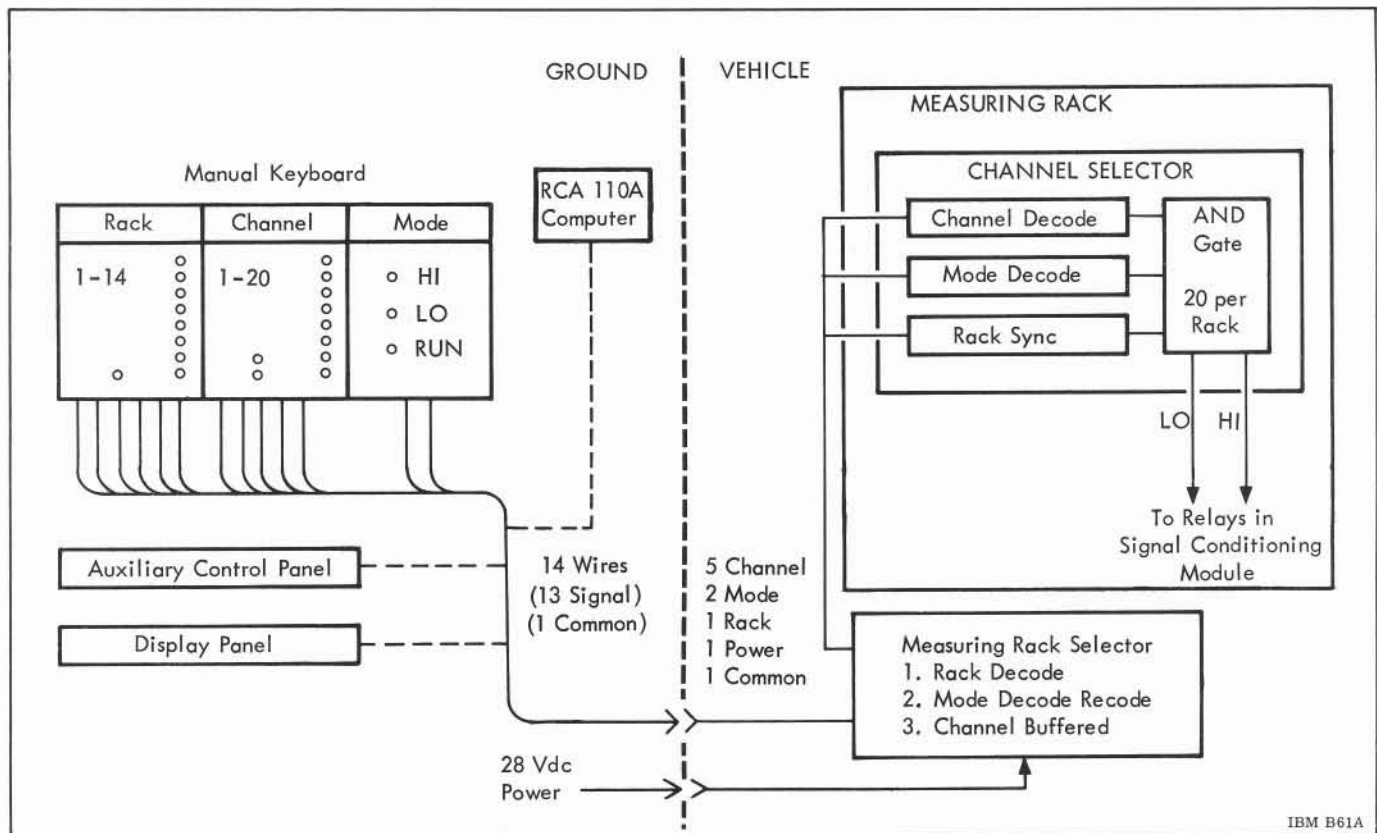 GROUND
VEHICLE
Manual Keyboard
Rack
Channel
Mode
1-14
1-20
HI
LO
RUN
RCA 110A
Computer
Auxiliary Control Panel
Display Panel
14 Wires
(13 Signal)
(1 Common)
28 Vdc
Power
MEASURING RACK
CHANNEL SELECTOR
Channel Decode
Mode Decode
Rack Sync
AND
Gate
20 per
Rack
LO
HI
To Relays in
Signal Conditioning
Module
5 Channel
2 Mode
1 Rack
1 Power
1 Common
Measuring Rack Selector
1. Rack Decode
2. Mode Decode Recode
3. Channel Buffered
IBM B61A